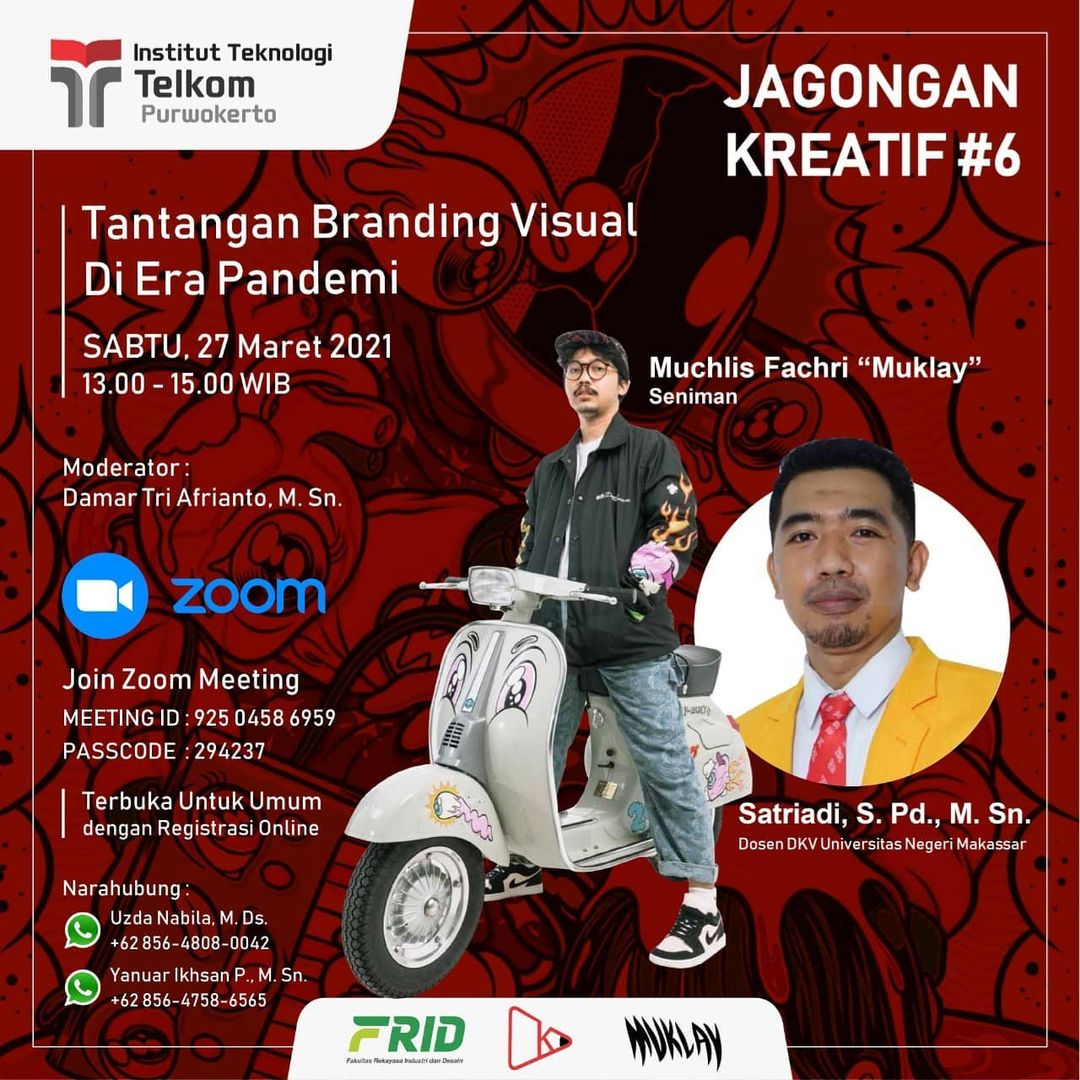 Institut Teknologi
Telkom
Purwokerto
JAGONGAN
KREATIF #6
Tantangan Branding Visual
Di Era Pandemi
SABTU, 27 Maret 2021
13.00 - 15.00 WIB
Muchlis Fachri “Muklay”
Seniman
Moderator :
Damar Tri Afrianto, M. Sn.
zoom
Join Zoom Meeting
MEETING ID : 925 0458 6959
PASSCODE : 294237
Terbuka Untuk Umum
dengan Registrasi Online
Satriadi, S. Pd., M. Sn.
Dosen DKV Universitas Negeri Makassar
Narahubung :
Uzda Nabila, M. Ds.
+62 856-4808-0042
Yanuar Ikhsan P., M. Sn.
+62 856-4758-6565
FRID
Fakultas Rekayasa Industri dan Desain
MUKLAY